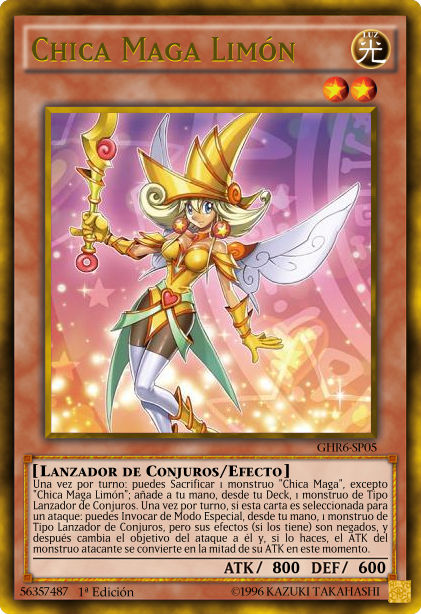 CHICA MAGA LIMÓN
LUZ
光
GHR6-SP05
[LANZADOR DE CONJUROS/EFECTO]
Una vez por turno: puedes Sacrificar 1 monstruo "Chica Maga", excepto
"Chica Maga Limón"; añade a tu mano, desde tu Deck, 1 monstruo de Tipo
Lanzador de Conjuros. Una vez por turno, si esta carta es seleccionada para
un ataque: puedes Invocar de Modo Especial, desde tu mano, 1 monstruo de
Tipo Lanzador de Conjuros, pero sus efectos (si los tiene) son negados, y
después cambia el objetivo del ataque a él y, si lo haces, el ATK del
monstruo atacante se convierte en la mitad de su ATK en este momento.
ATK/ 800 DEF/ 600
56357487 1ª Edición ©1996 KAZUKI TAKAHASHI